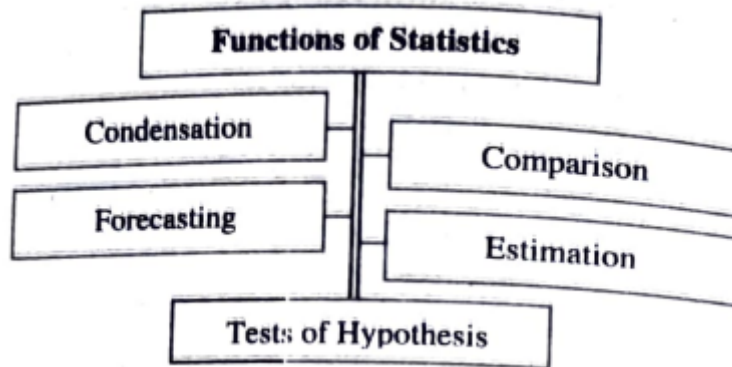 Functions of Statistics
Condensation
Comparison
Forecasting
Estimation
Tests of Hypothesis